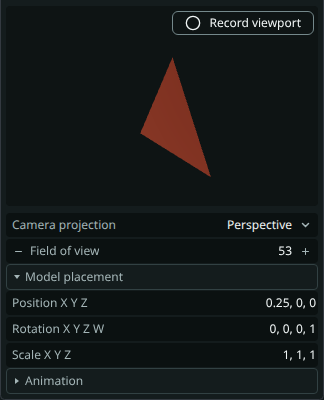 Record viewport
Camera projection Perspective
− Field of view 53 +
Model placement
Position X Y Z 0.25, 0, 0
Rotation X Y Z W 0, 0, 0, 1
Scale X Y Z 1, 1, 1
Animation